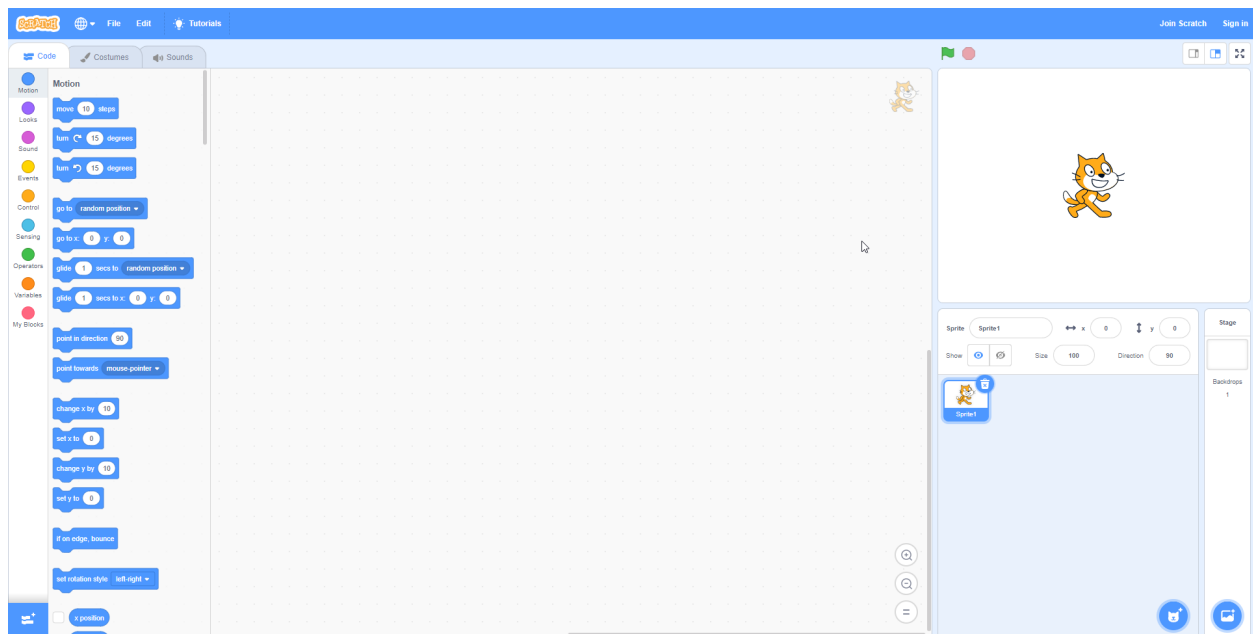 SCRATCH File Edit Tutorials Join Scratch Sign in
Code Costumes Sounds
Motion
Looks
Sound
Events
Control
Sensing
Operators
Variables
My Blocks
Motion
move 10 steps
turn 15 degrees
turn 15 degrees
go to random position
go to x: 0 y: 0
glide 1 secs to random position
glide 1 secs to x: 0 y: 0
point in direction 90
point towards mouse-pointer
change x by 10
set x to 0
change y by 10
set y to 0
if on edge, bounce
set rotation style left-right
x position
Sprite Sprite1 x 0 y 0
Show Size 100 Direction 90
Sprite1
Stage
Backdrops
1